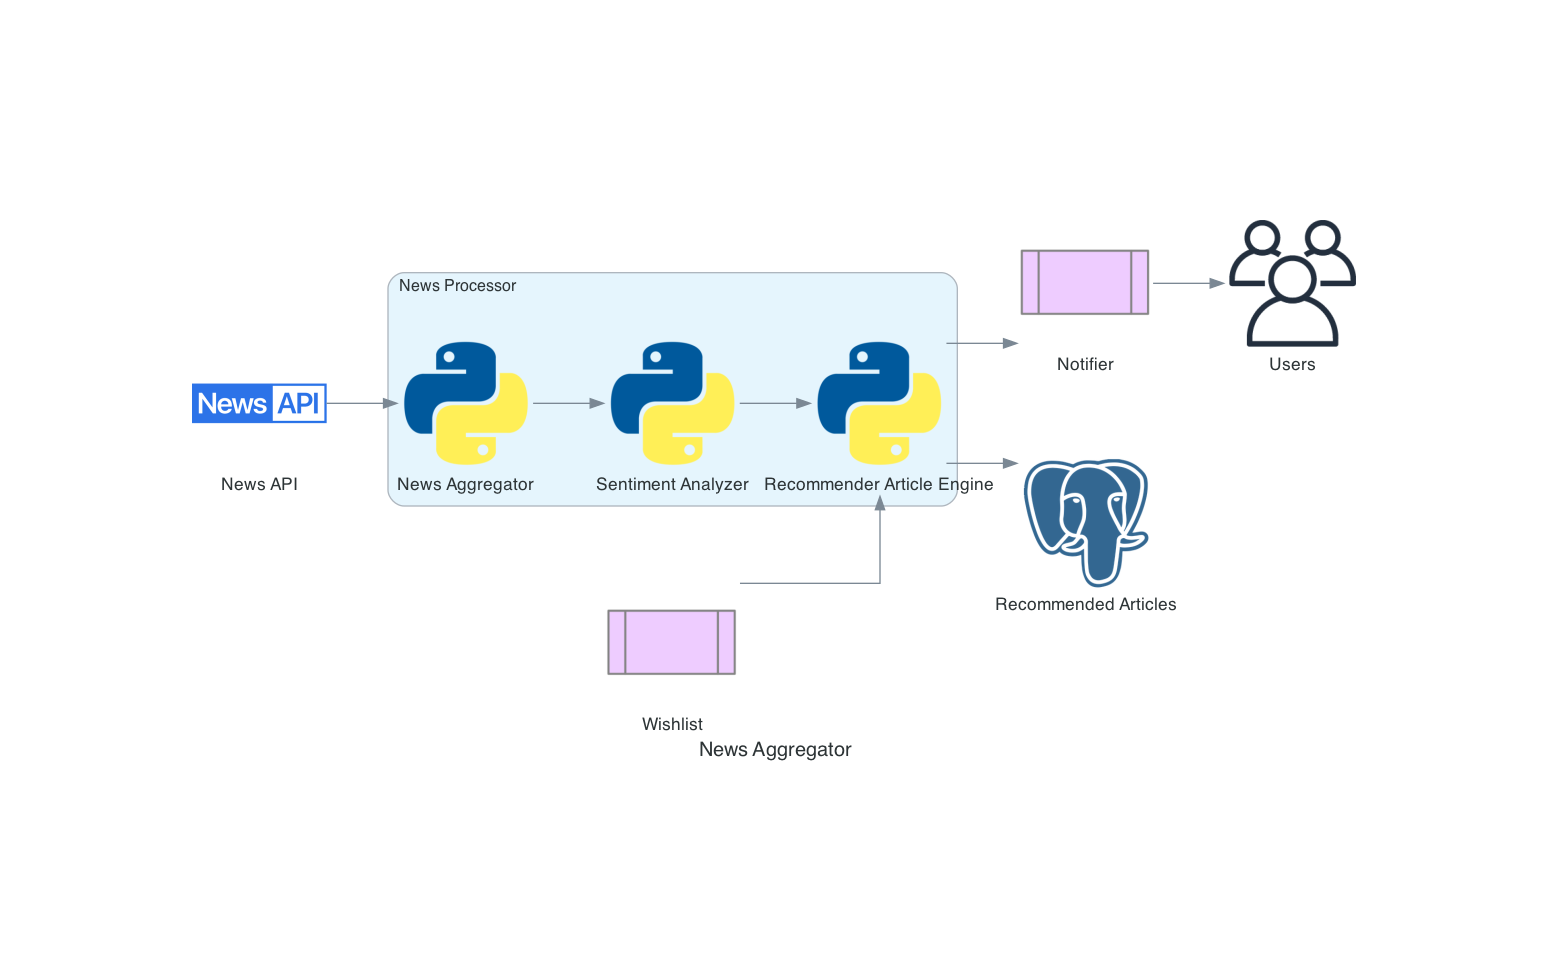 News Processor
News API
News API
News Aggregator
Sentiment Analyzer
Recommender Article Engine
Notifier
Users
Recommended Articles
Wishlist
News Aggregator